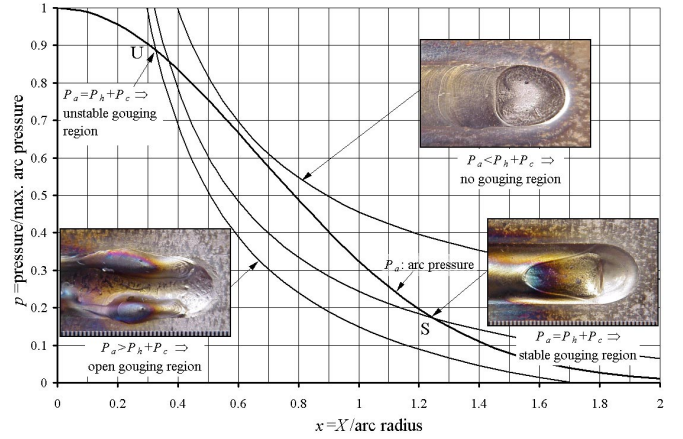 1
0.9
0.8
0.7
0.6
0.5
0.4
0.3
0.2
0.1
0
0
0.2
0.4
0.6
0.8
1
1.2
1.4
1.6
1.8
2
p=pressure/max. arc pressure
x=X/arc radius
U
Pa=Ph+Pc ⇒
unstable gouging
region
Pa<Ph+Pc ⇒
no gouging region
Pa: arc pressure
S
Pa=Ph+Pc ⇒
stable gouging region
Pa>Ph+Pc ⇒
open gouging region